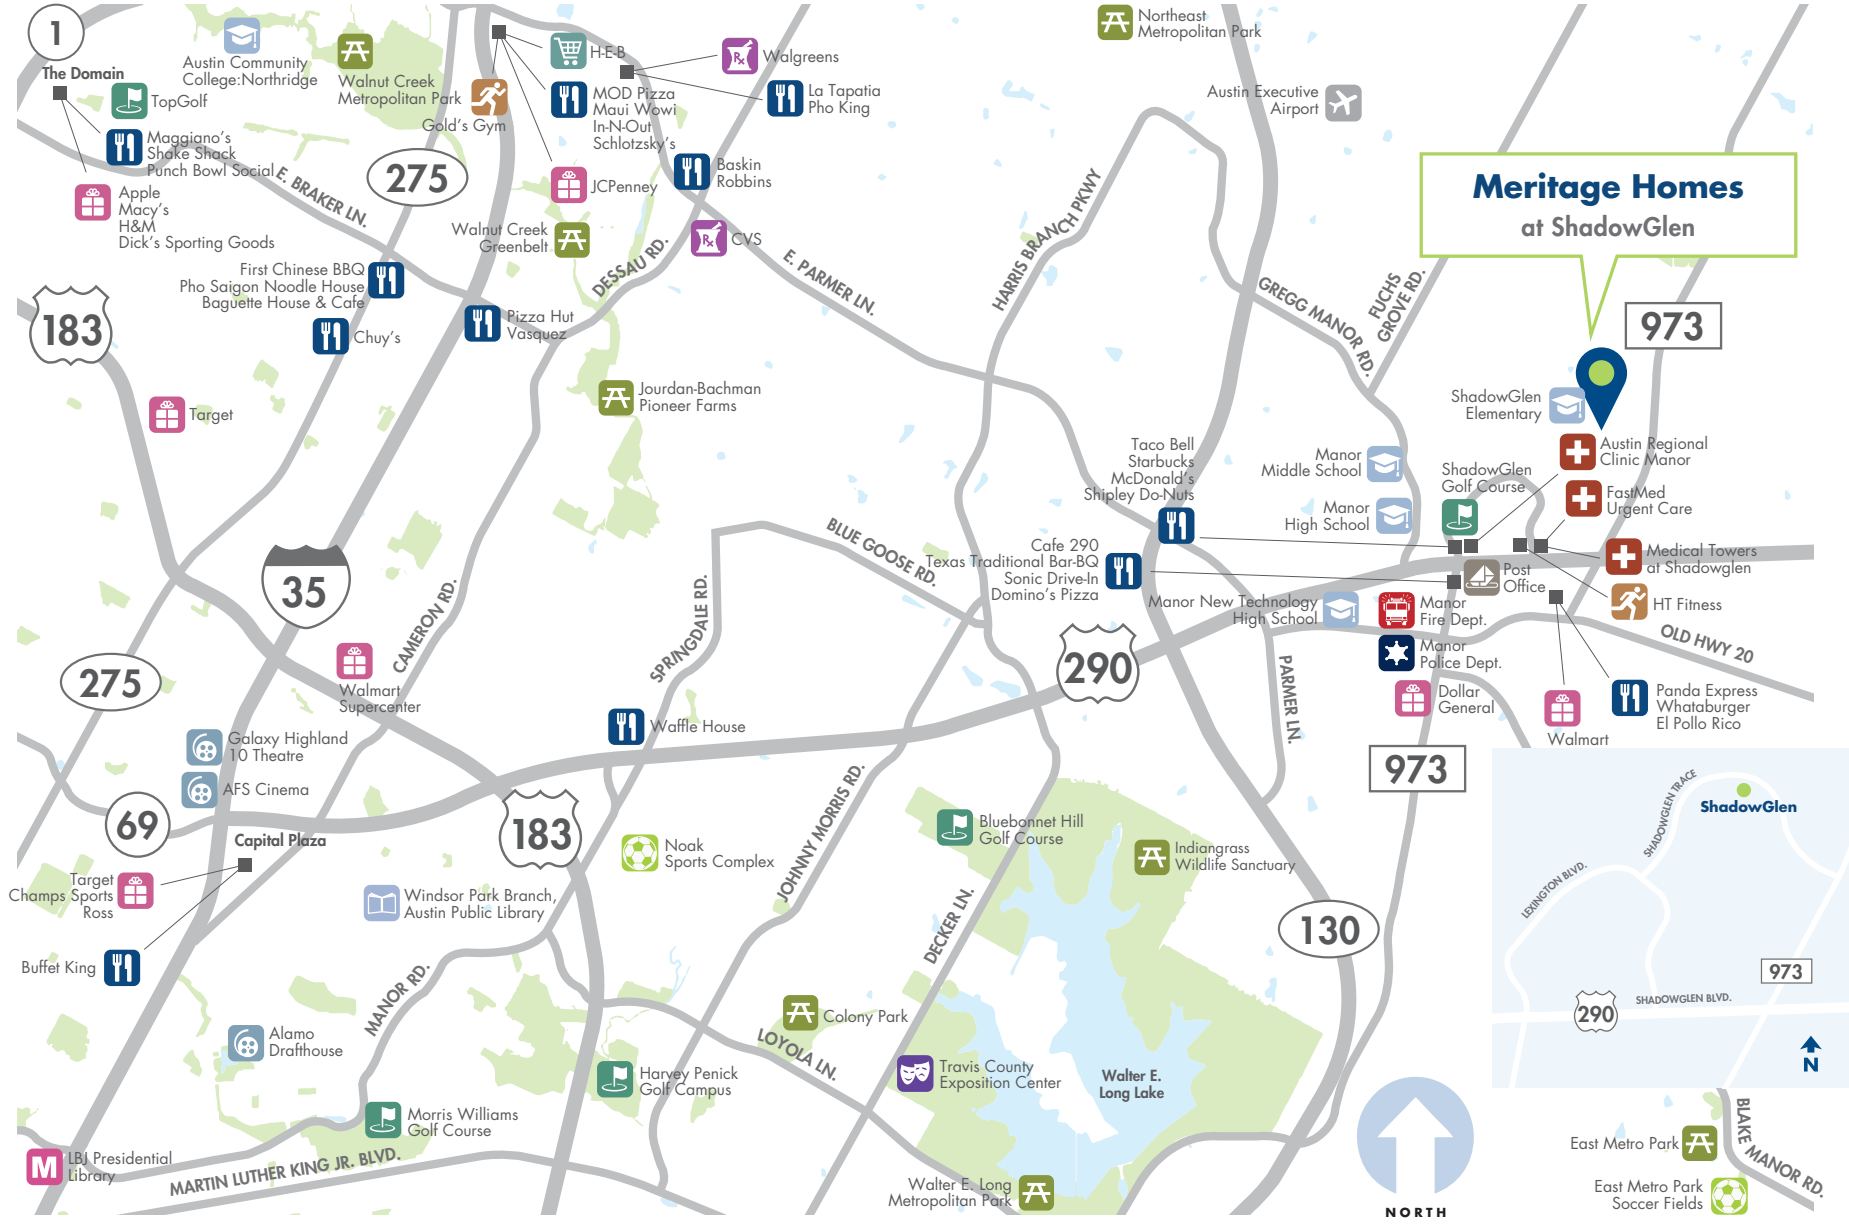 1
The Domain
TopGolf
Austin Community
College:Northridge
Walnut Creek
Metropolitan Park
Gold's Gym
H-E-B
MOD Pizza
Maui Wowi
In-N-Out
Schlotzsky's
Walgreens
La Tapatia
Pho King
Northeast
Metropolitan Park
Austin Executive
Airport
Maggiano's
Shake Shack
Punch Bowl Social
Apple
Macy's
H&M
Dick's Sporting Goods
E. BRAKER LN.
275
JCPenney
Baskin
Robbins
CVS
Walnut Creek
Greenbelt
DESSAU RD.
E. PARMER LN.
HARRIS BRANCH PKWY
GREGG MANOR RD.
FUCHS
GROVE RD.
Meritage Homes
at ShadowGlen
973
First Chinese BBQ
Pho Saigon Noodle House
Baguette House & Cafe
Chuy's
Pizza Hut
Vasquez
183
Target
Jourdan-Bachman
Pioneer Farms
ShadowGlen
Elementary
Austin Regional
Clinic Manor
Taco Bell
Starbucks
McDonald's
Shipley Do-Nuts
Manor
Middle School
Manor
High School
ShadowGlen
Golf Course
FastMed
Urgent Care
Medical Towers
at Shadowglen
Cafe 290
Texas Traditional Bar-BQ
Sonic Drive-In
Domino's Pizza
Post
Office
HT Fitness
Manor New Technology
High School
Manor
Fire Dept.
Manor
Police Dept.
OLD HWY 20
Dollar
General
Walmart
Panda Express
Whataburger
El Pollo Rico
PARMER LN.
973
BLUE GOOSE RD.
SPRINGDALE RD.
CAMERON RD.
35
290
275
Walmart
Supercenter
Waffle House
Galaxy Highland
10 Theatre
AFS Cinema
69
Capital Plaza
183
Target
Champs Sports
Ross
Buffet King
Windsor Park Branch,
Austin Public Library
Noak
Sports Complex
JOHNNY MORRIS RD.
Bluebonnet Hill
Golf Course
Indiangrass
Wildlife Sanctuary
DECKER LN.
130
MANOR RD.
Alamo
Drafthouse
Colony Park
LOYOLA LN.
Harvey Penick
Golf Campus
Travis County
Exposition Center
Walter E.
Long Lake
Morris Williams
Golf Course
M
LBJ Presidential
Library
MARTIN LUTHER KING JR. BLVD.
Walter E. Long
Metropolitan Park
NORTH
SHADOWGLEN TRACE
ShadowGlen
LEXINGTON BLVD.
973
290
SHADOWGLEN BLVD.
N
BLAKE MANOR RD.
East Metro Park
East Metro Park
Soccer Fields